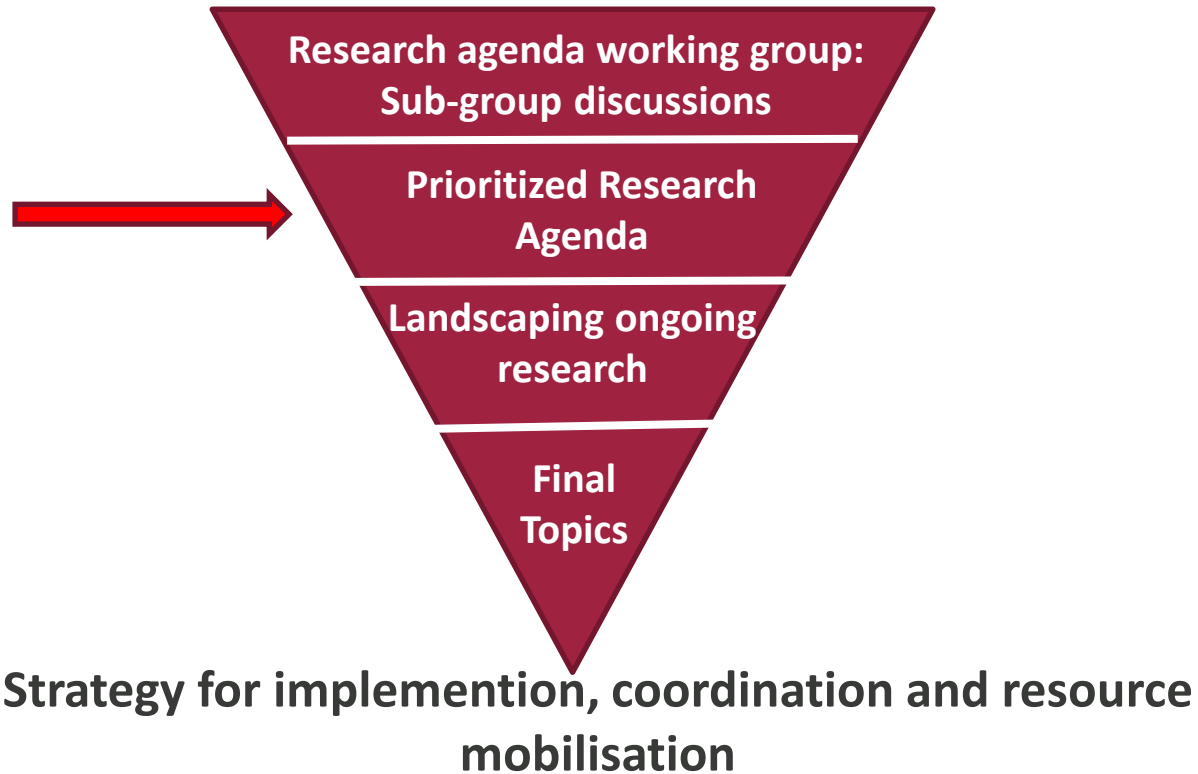 Research agenda working group:
Sub-group discussions
Prioritized Research
Agenda
Landscaping ongoing
research
Final
Topics
Strategy for implemention, coordination and resource
mobilisation